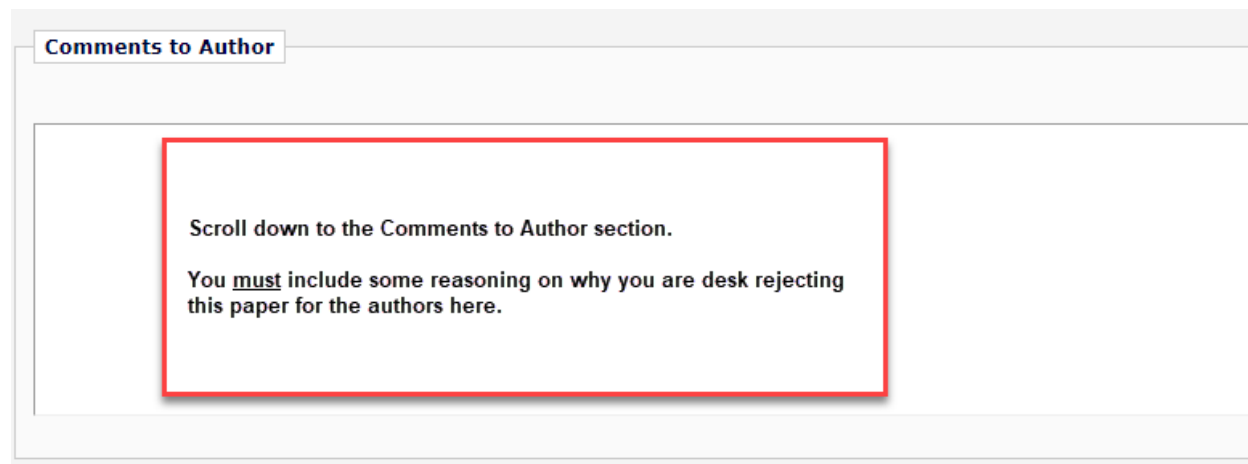 Comments to Author
Scroll down to the Comments to Author section.
You must include some reasoning on why you are desk rejecting
this paper for the authors here.